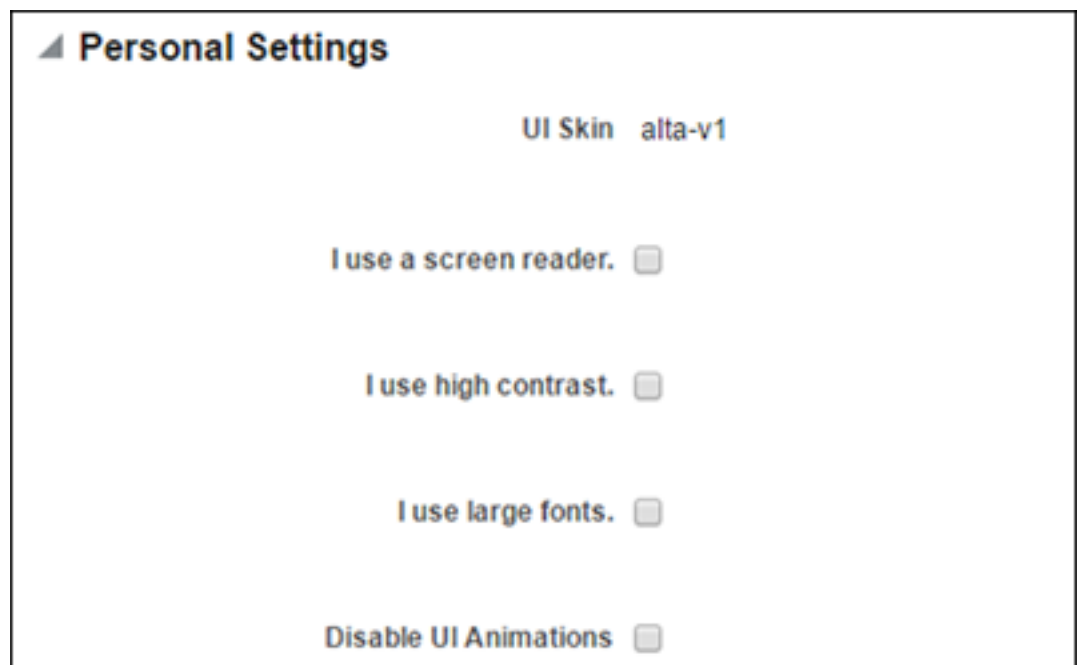 Personal Settings
UI Skin alta-v1
I use a screen reader.
I use high contrast.
I use large fonts.
Disable UI Animations